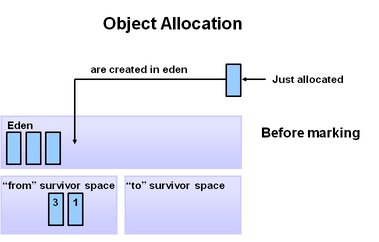 Object Allocation
are created in eden
Just allocated
Eden
Before marking
“from” survivor space
“to” survivor space
3 1